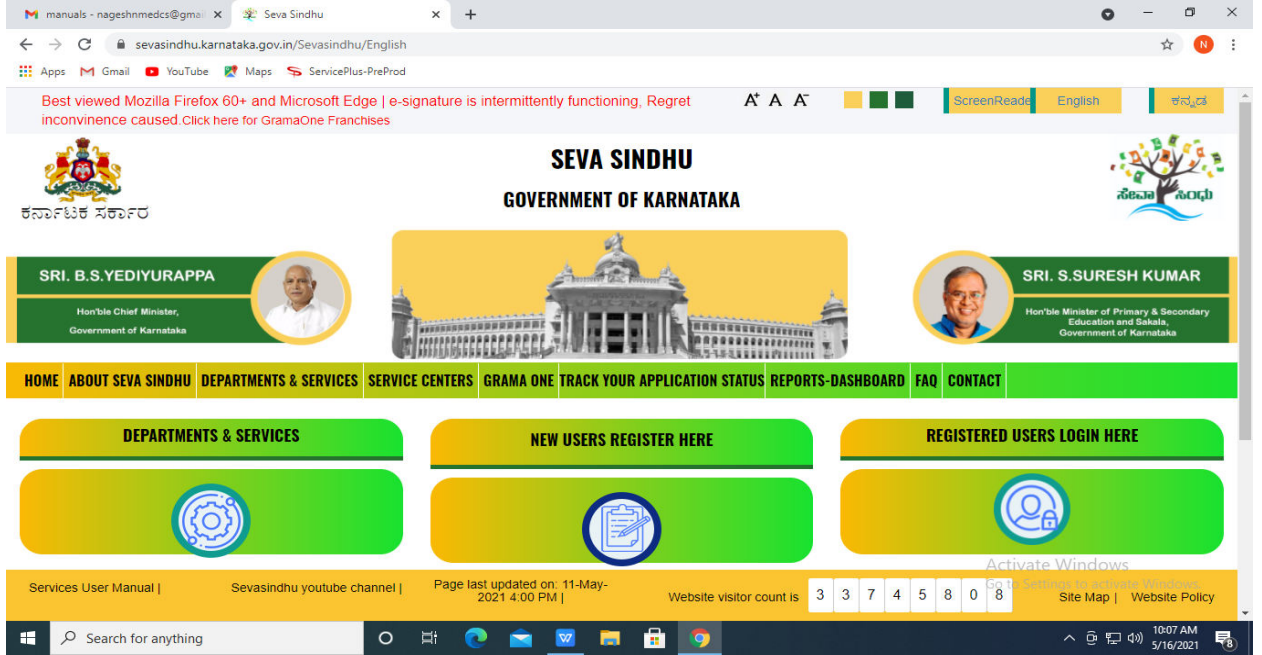 manuals - nageshnmedcs@gmai
Seva Sindhu
sevasindhu.karnataka.gov.in/Sevasindhu/English
N
Apps Gmail YouTube Maps ServicePlus-PreProd
Best viewed Mozilla Firefox 60+ and Microsoft Edge | e-signature is intermittently functioning, Regret
inconvinence caused.Click here for GramaOne Franchises
A+ A A-
ScreenReade
English
ಕನ್ನಡ
ಕರ್ನಾಟಕ ಸರ್ಕಾರ
SEVA SINDHU
GOVERNMENT OF KARNATAKA
ಸೇವಾ ಸಿಂಧು
SRI. B.S.YEDIYURAPPA
Hon'ble Chief Minister,
Government of Karnataka
SRI. S.SURESH KUMAR
Hon'ble Minister of Primary & Secondary
Education and Sakala,
Government of Karnataka
HOME ABOUT SEVA SINDHU DEPARTMENTS & SERVICES SERVICE CENTERS GRAMA ONE TRACK YOUR APPLICATION STATUS REPORTS-DASHBOARD FAQ CONTACT
DEPARTMENTS & SERVICES
NEW USERS REGISTER HERE
REGISTERED USERS LOGIN HERE
Activate Windows
Go to Settings to activate Windows.
Services User Manual |
Sevasindhu youtube channel |
Page last updated on: 11-May-
2021 4:00 PM |
Website visitor count is 3 3 7 4 5 8 0 8
Site Map | Website Policy
Search for anything
W
10:07 AM
5/16/2021
8